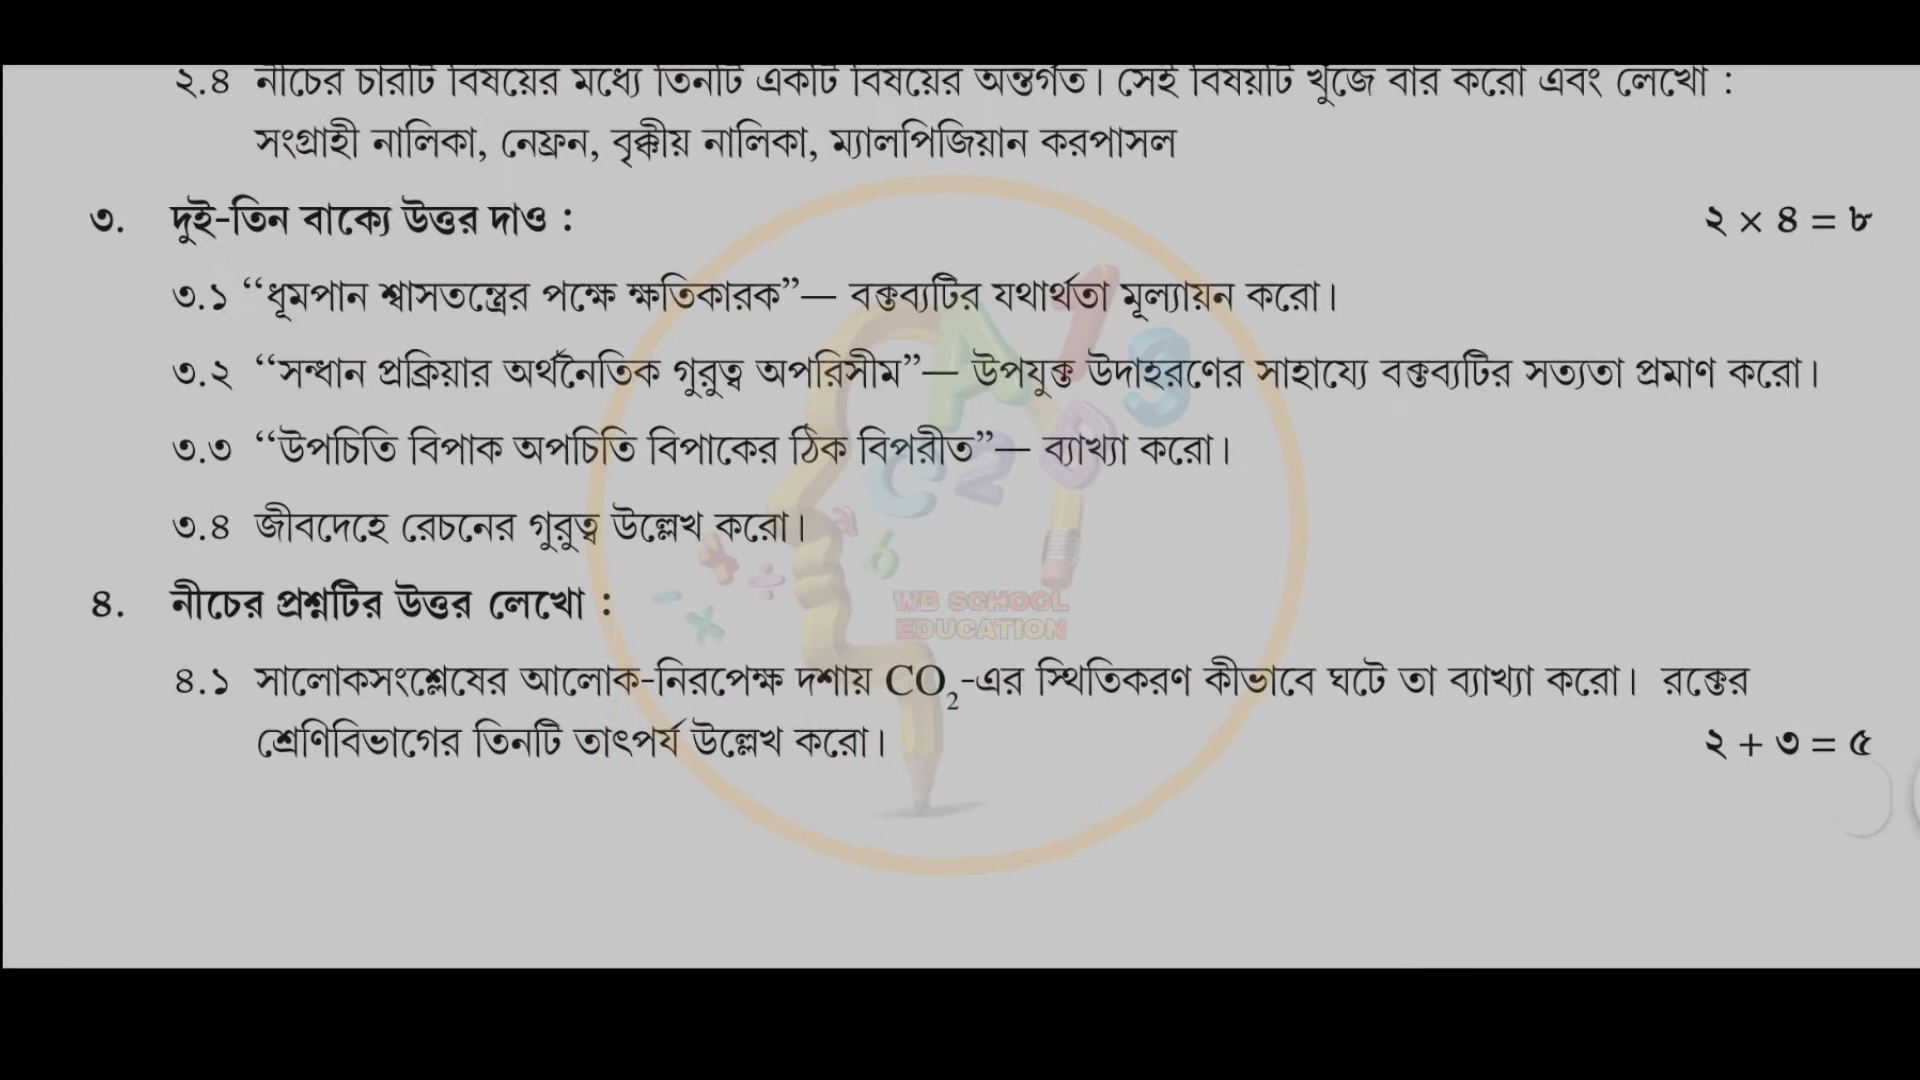 ২.৪ নীচের চারটি বিষয়ের মধ্যে তিনটি একটি বিষয়ের অন্তর্গত। সেই বিষয়টি খুঁজে বার করো এবং লেখো :
সংগ্রাহী নালিকা, নেফ্রন, বৃক্কীয় নালিকা, ম্যালপিজিয়ান করপাসল
৩. দুই-তিন বাক্যে উত্তর দাও : ২ × ৪ = ৮
৩.১ “ধূমপান শ্বাসতন্ত্রের পক্ষে ক্ষতিকারক”— বক্তব্যটির যথার্থতা মূল্যায়ন করো।
৩.২ “সন্ধান প্রক্রিয়ার অর্থনৈতিক গুরুত্ব অপরিসীম”— উপযুক্ত উদাহরণের সাহায্যে বক্তব্যটির সত্যতা প্রমাণ করো।
৩.৩ “উপচিতি বিপাক অপচিতি বিপাকের ঠিক বিপরীত”— ব্যাখ্যা করো।
৩.৪ জীবদেহে রেচনের গুরুত্ব উল্লেখ করো।
WB SCHOOL
EDUCATION
৪. নীচের প্রশ্নটির উত্তর লেখো :
৪.১ সালোকসংশ্লেষের আলোক-নিরপেক্ষ দশায় CO₂-এর স্থিতিকরণ কীভাবে ঘটে তা ব্যাখ্যা করো। রক্তের
শ্রেণিবিভাগের তিনটি তাৎপর্য উল্লেখ করো। ২ + ৩ = ৫